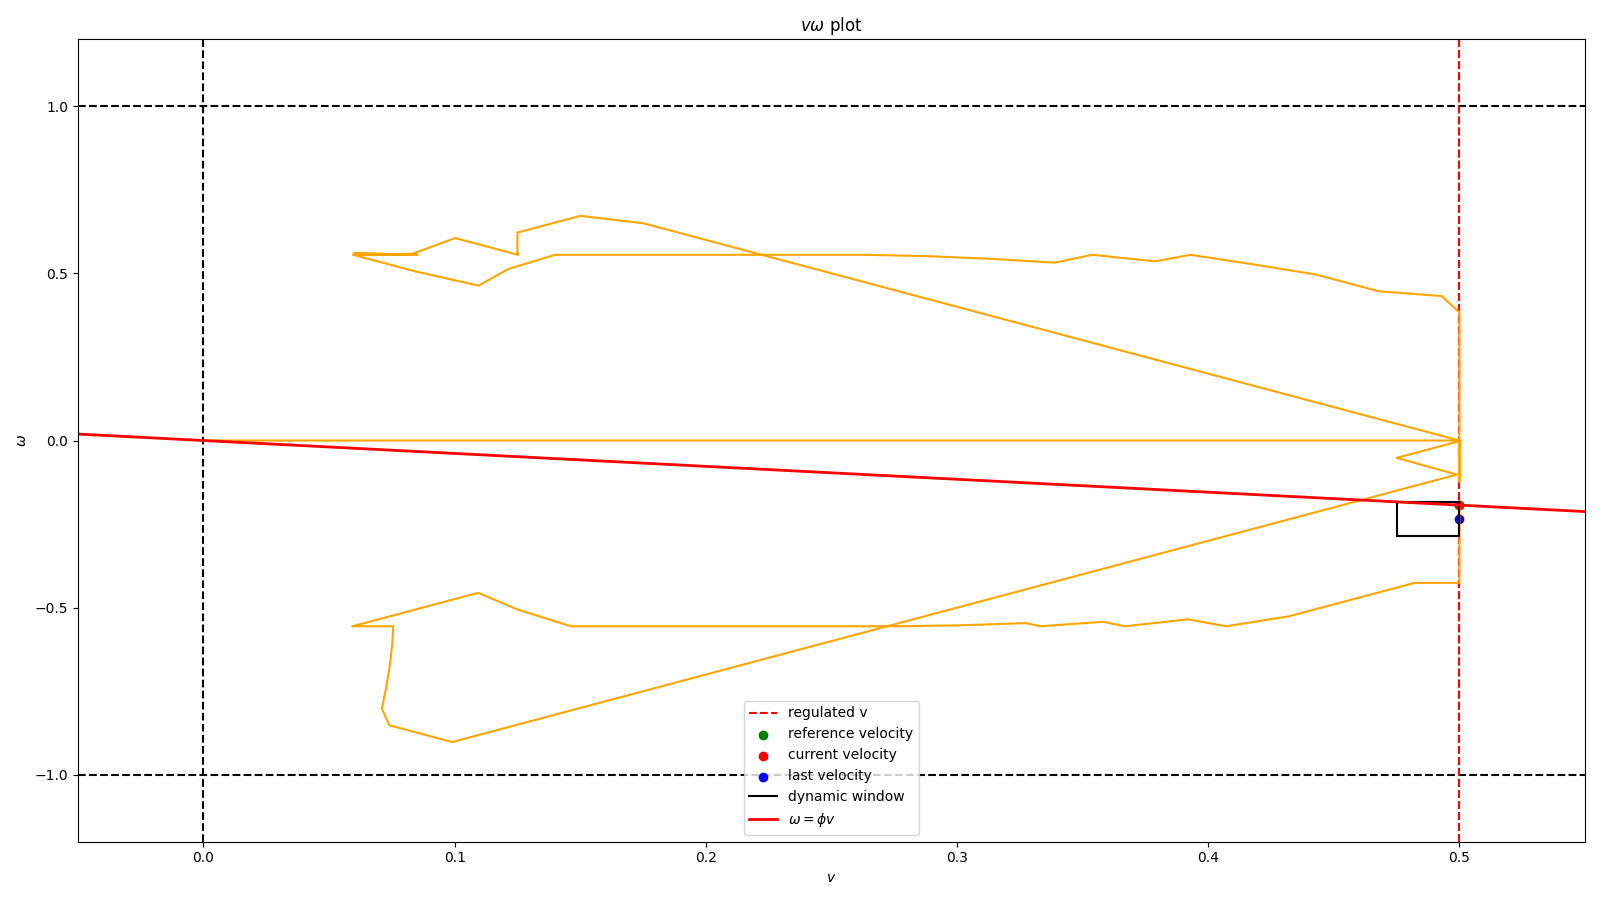 vω plot
1.0
0.5
0.0
−0.5
−1.0
ω
regulated v
reference velocity
current velocity
last velocity
dynamic window
ω = ϕv
0.0 0.1 0.2 0.3 0.4 0.5
v